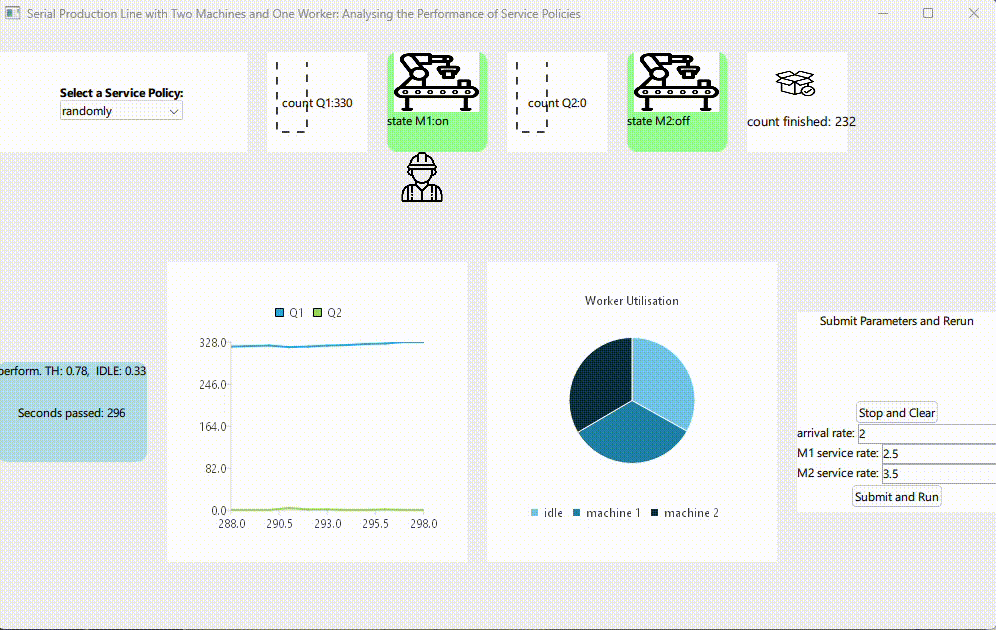 Serial Production Line with Two Machines and One Worker: Analysing the Performance of Service Policies
Select a Service Policy:
randomly
count Q1:330
state M1:on
count Q2:0
state M2:off
count finished: 232
perform. TH: 0.78, IDLE: 0.33
Seconds passed: 296
Q1 Q2
328.0
246.0
164.0
82.0
0.0
288.0 290.5 293.0 295.5 298.0
Worker Utilisation
idle machine 1 machine 2
Submit Parameters and Rerun
Stop and Clear
arrival rate: 2
M1 service rate: 2.5
M2 service rate: 3.5
Submit and Run